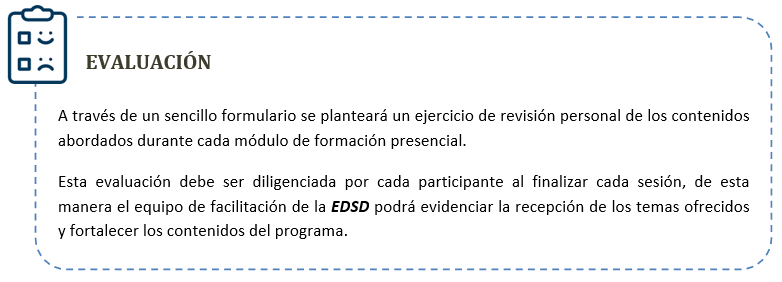 EVALUACIÓN
A través de un sencillo formulario se planteará un ejercicio de revisión personal de los contenidos
abordados durante cada módulo de formación presencial.
Esta evaluación debe ser diligenciada por cada participante al finalizar cada sesión, de esta
manera el equipo de facilitación de la EDSD podrá evidenciar la recepción de los temas ofrecidos
y fortalecer los contenidos del programa.